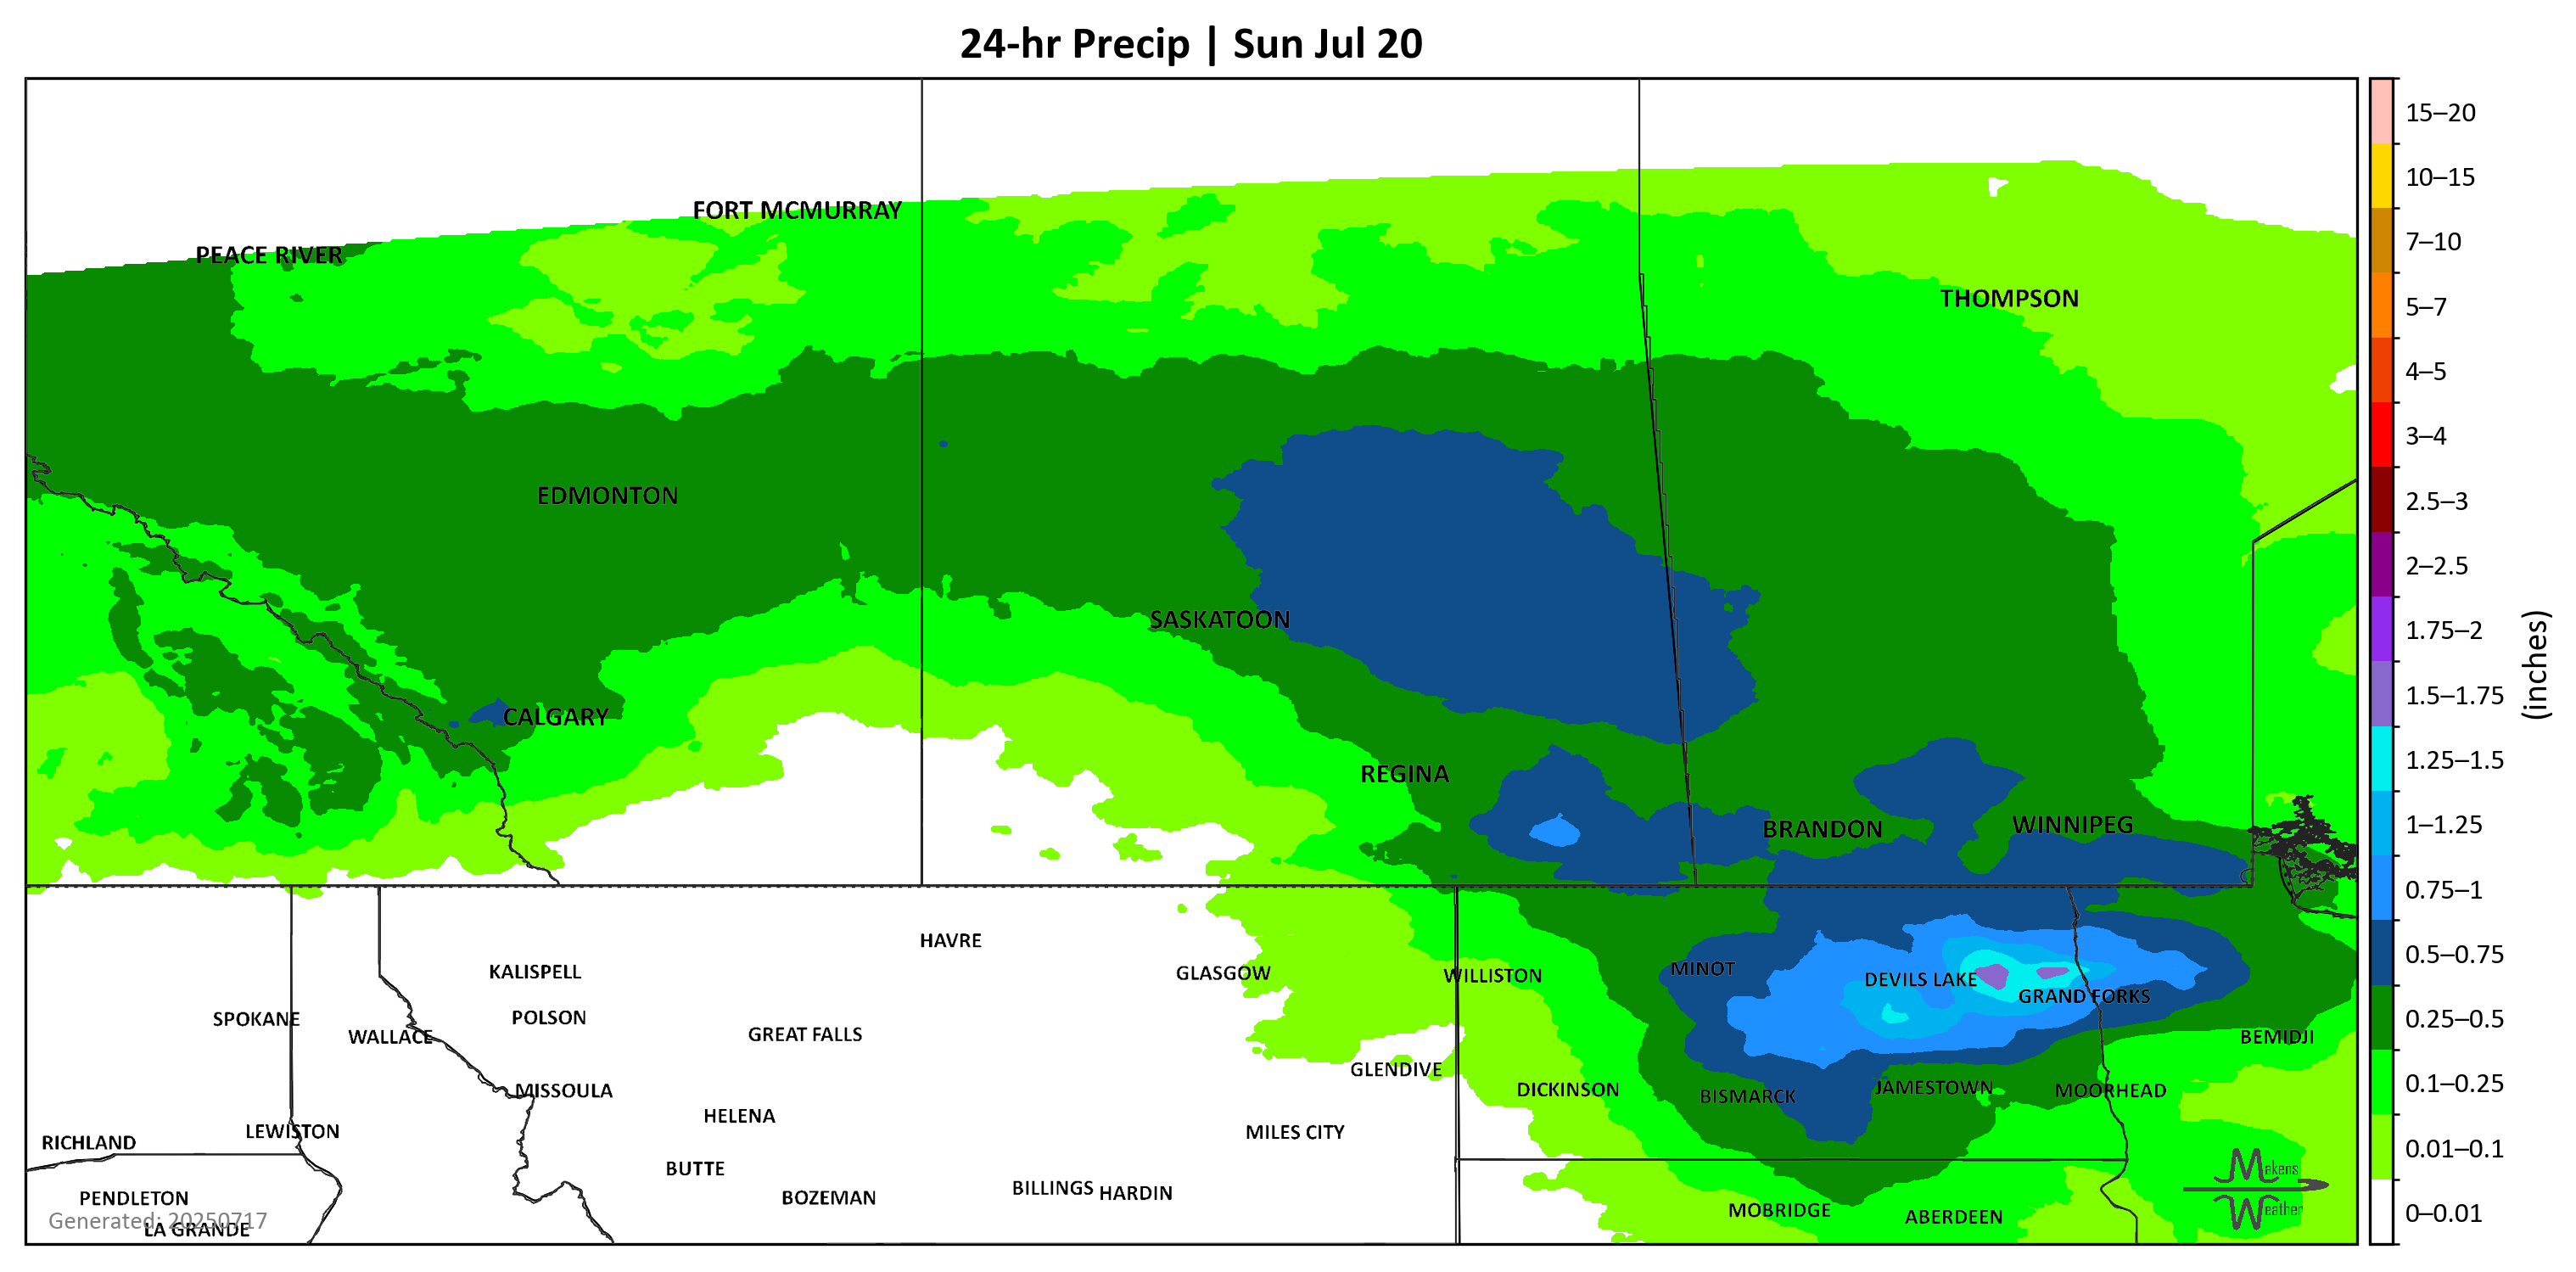 24-hr Precip | Sun Jul 20
FORT MCMURRAY
PEACE RIVER
THOMPSON
EDMONTON
SASKATOON
CALGARY
REGINA
BRANDON
WINNIPEG
HAVRE
KALISPELL
GLASGOW
WILLISTON
MINOT
DEVILS LAKE
GRAND FORKS
SPOKANE
WALLACE
POLSON
GREAT FALLS
BEMIDJI
GLENDIVE
MISSOULA
DICKINSON
BISMARCK
JAMESTOWN
MOORHEAD
HELENA
RICHLAND
LEWISTON
MILES CITY
BUTTE
PENDLETON
BOZEMAN
BILLINGS
HARDIN
MOBRIDGE
ABERDEEN
Generated: 20250717
LA GRANDE
Makens
Weather
15–20
10–15
7–10
5–7
4–5
3–4
2.5–3
2–2.5
1.75–2
1.5–1.75
1.25–1.5
1–1.25
0.75–1
0.5–0.75
0.25–0.5
0.1–0.25
0.01–0.1
0–0.01
(inches)